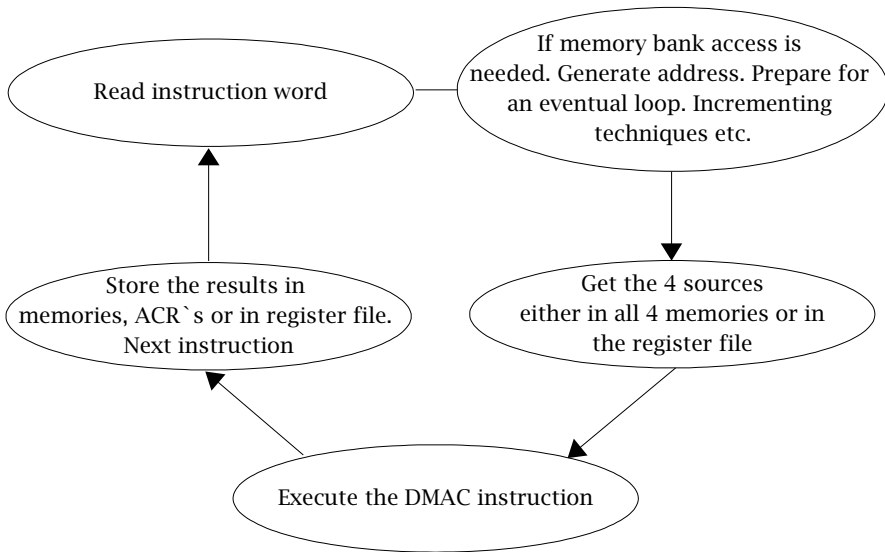 Read instruction word
If memory bank access is
needed. Generate address. Prepare for
an eventual loop. Incrementing
techniques etc.
Get the 4 sources
either in all 4 memories or in
the register file
Execute the DMAC instruction
Store the results in
memories, ACR`s or in register file.
Next instruction